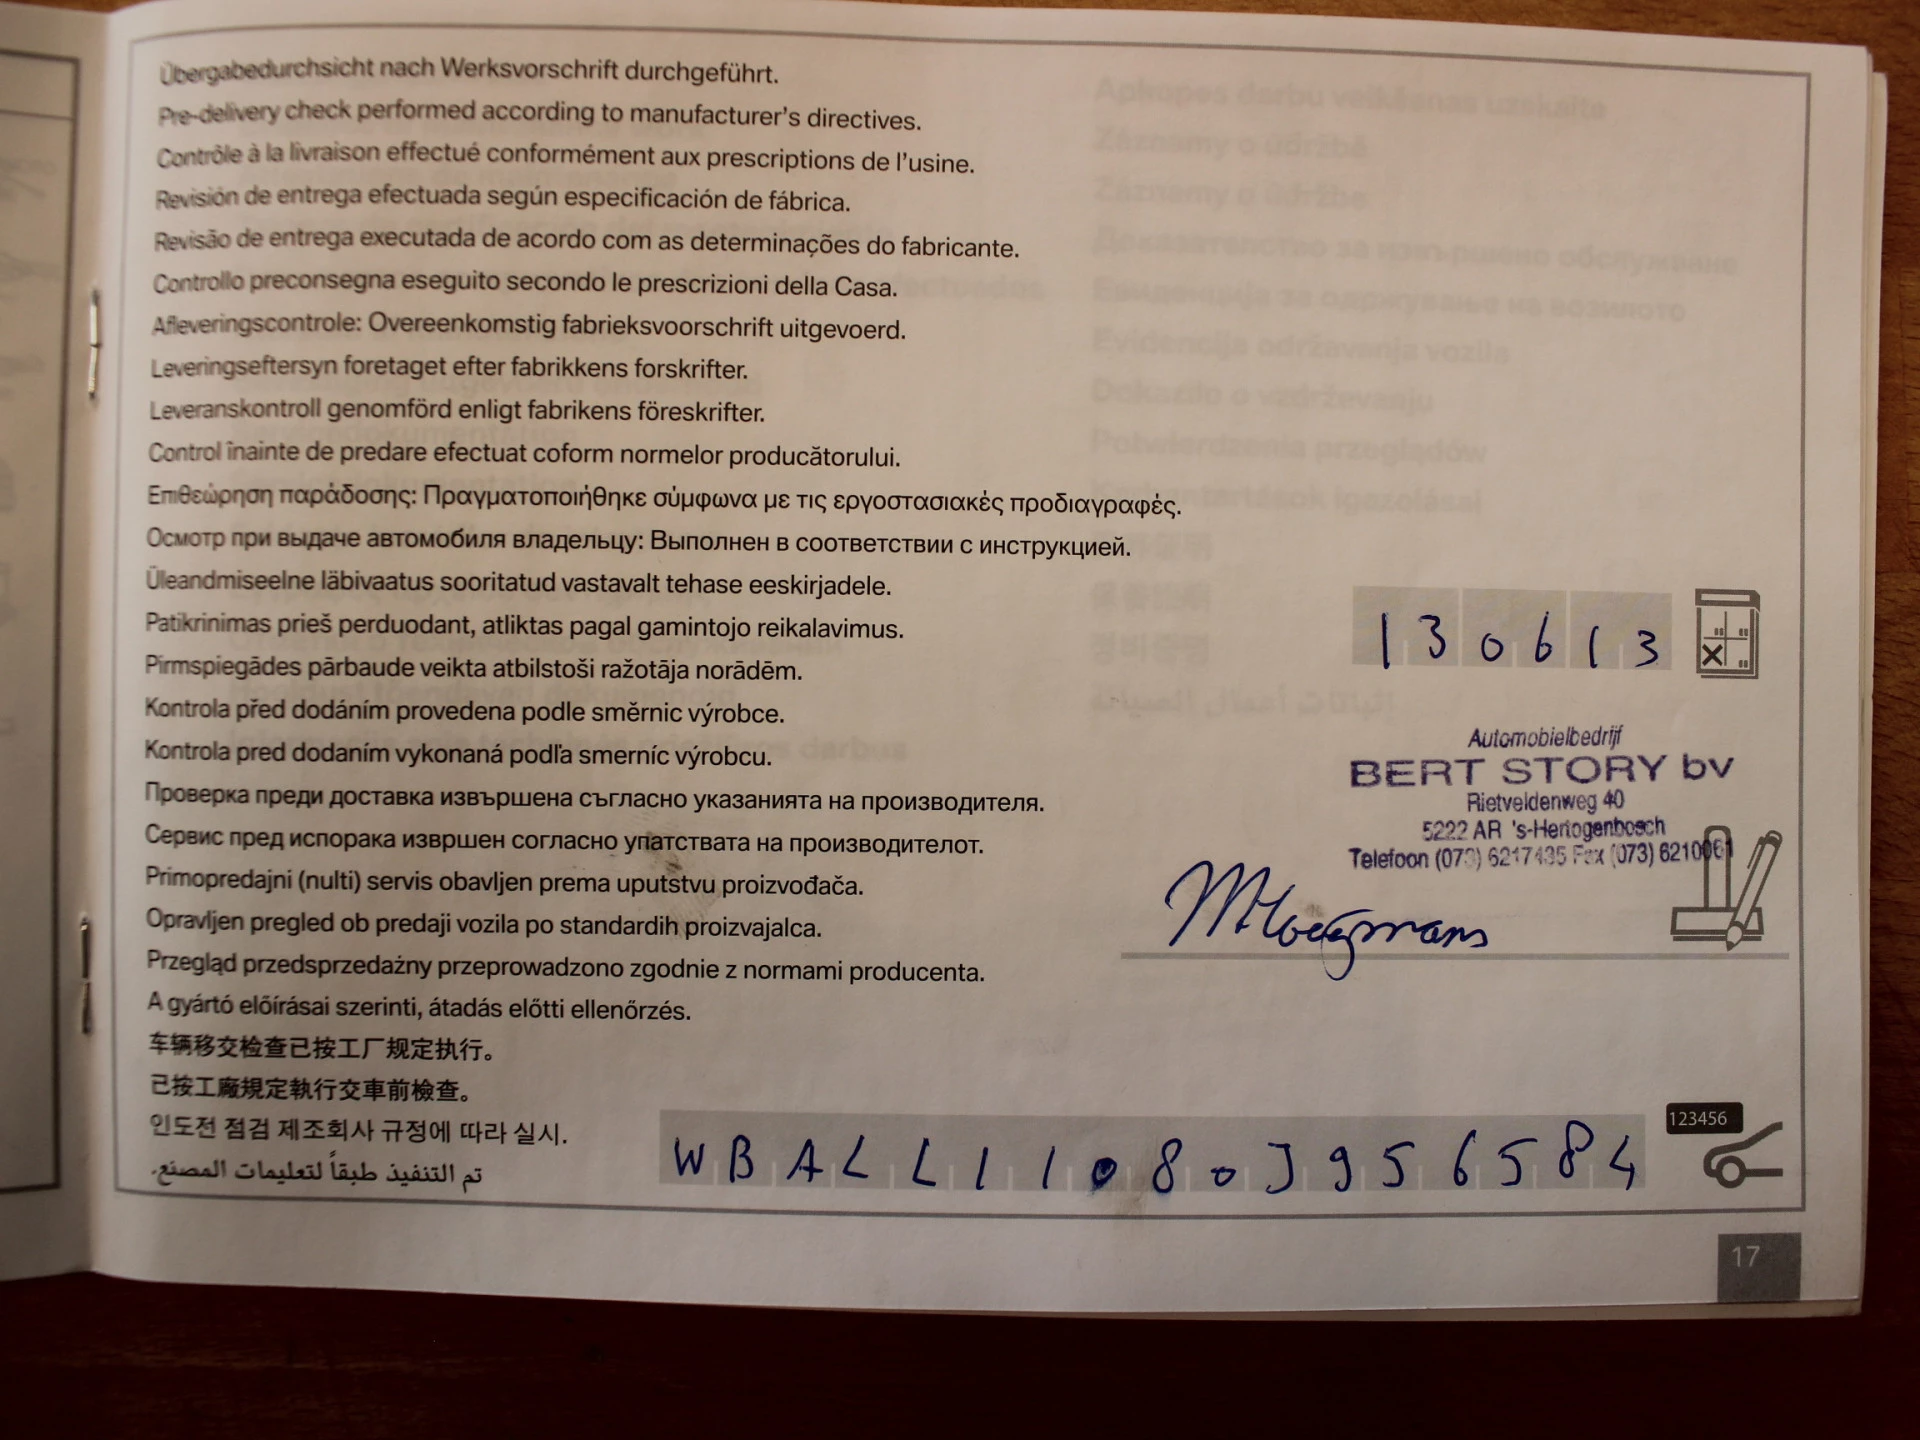 Übergabedurchsicht nach Werksvorschrift durchgeführt.
Pre-delivery check performed according to manufacturer's directives.
Contrôle à la livraison effectué conformément aux prescriptions de l'usine.
Revisión de entrega efectuada según especificación de fábrica.
Revisão de entrega executada de acordo com as determinações do fabricante.
Controllo preconsegna eseguito secondo le prescrizioni della Casa.
Afleveringscontrole: Overeenkomstig fabrieksvoorschrift uitgevoerd.
Leveringseftersyn foretaget efter fabrikkens forskrifter.
Leveranskontroll genomförd enligt fabrikens föreskrifter.
Control înainte de predare efectuat coform normelor producătorului.
Επιθεώρηση παράδοσης: Πραγματοποιήθηκε σύμφωνα με τις εργοστασιακές προδιαγραφές.
Осмотр при выдаче автомобиля владельцу: Выполнен в соответствии с инструкцией.
Üleandmiseelne läbivaatus sooritatud vastavalt tehase eeskirjadele.
Patikrinimas prieš perduodant, atliktas pagal gamintojo reikalavimus.
Pirmspiegādes pārbaude veikta atbilstoši ražotāja norādēm.
Kontrola před dodáním provedena podle směrnic výrobce.
Kontrola pred dodaním vykonaná podľa smerníc výrobcu.
Проверка преди доставка извършена съгласно указанията на производителя.
Сервис пред испорака извршен согласно упатствата на производителот.
Primopredajni (nulti) servis obavljen prema uputstvu proizvođača.
Opravljen pregled ob predaji vozila po standardih proizvajalca.
Przegląd przedsprzedażny przeprowadzono zgodnie z normami producenta.
A gyártó előírásai szerinti, átadás előtti ellenőrzés.
车辆移交检查已按工厂规定执行。
已按工廠規定執行交車前檢查。
인도전 점검 제조회사 규정에 따라 실시.
تم التنفيذ طبقاً لتعليمات المصنع.
130613
Automobielbedrijf
BERT STORY bv
Rietveldenweg 40
5222 AR 's-Hertogenbosch
Telefoon (073) 6217435 Fax (073) 6210061
WBALL11080J956584
123456
17